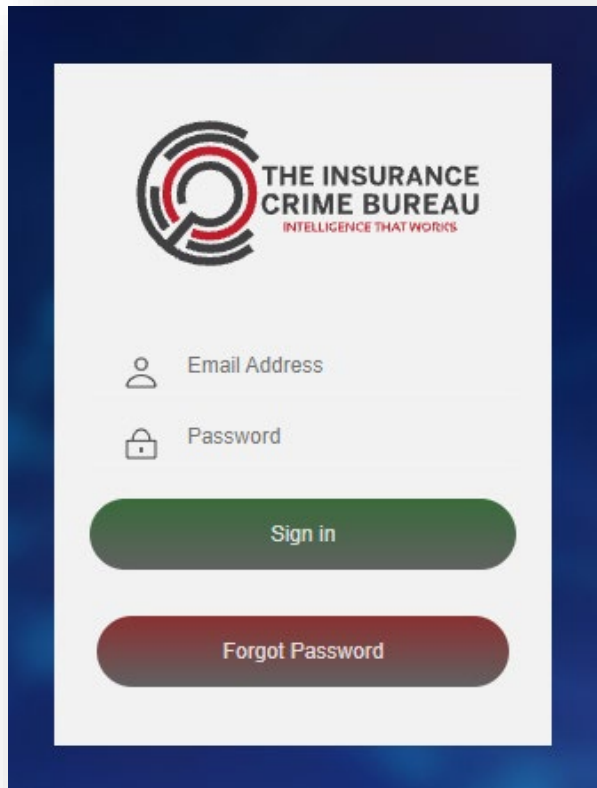 THE INSURANCE
CRIME BUREAU
INTELLIGENCE THAT WORKS
Email Address
Password
Sign in
Forgot Password